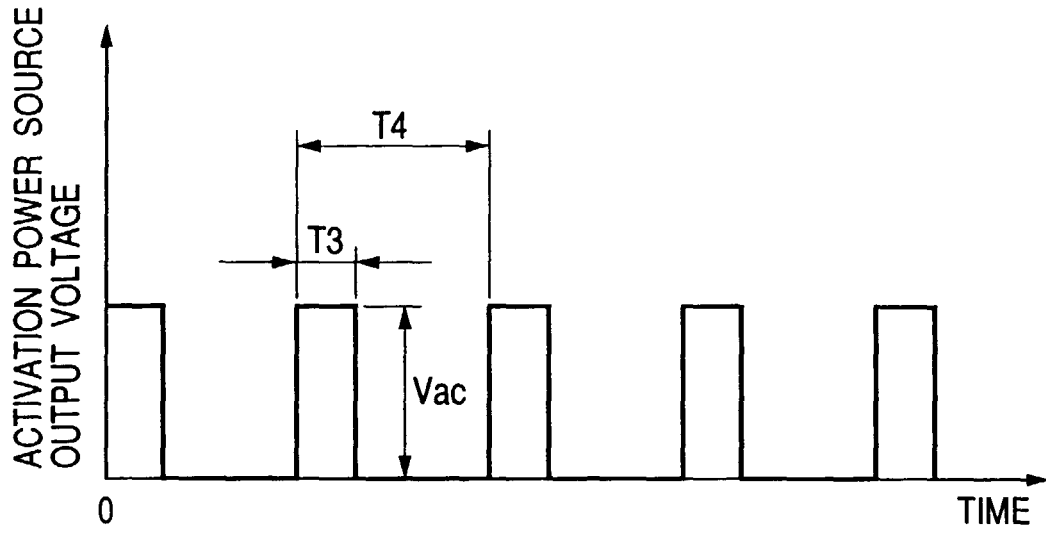 ACTIVATION POWER SOURCE
OUTPUT VOLTAGE
T4
T3
Vac
0
TIME